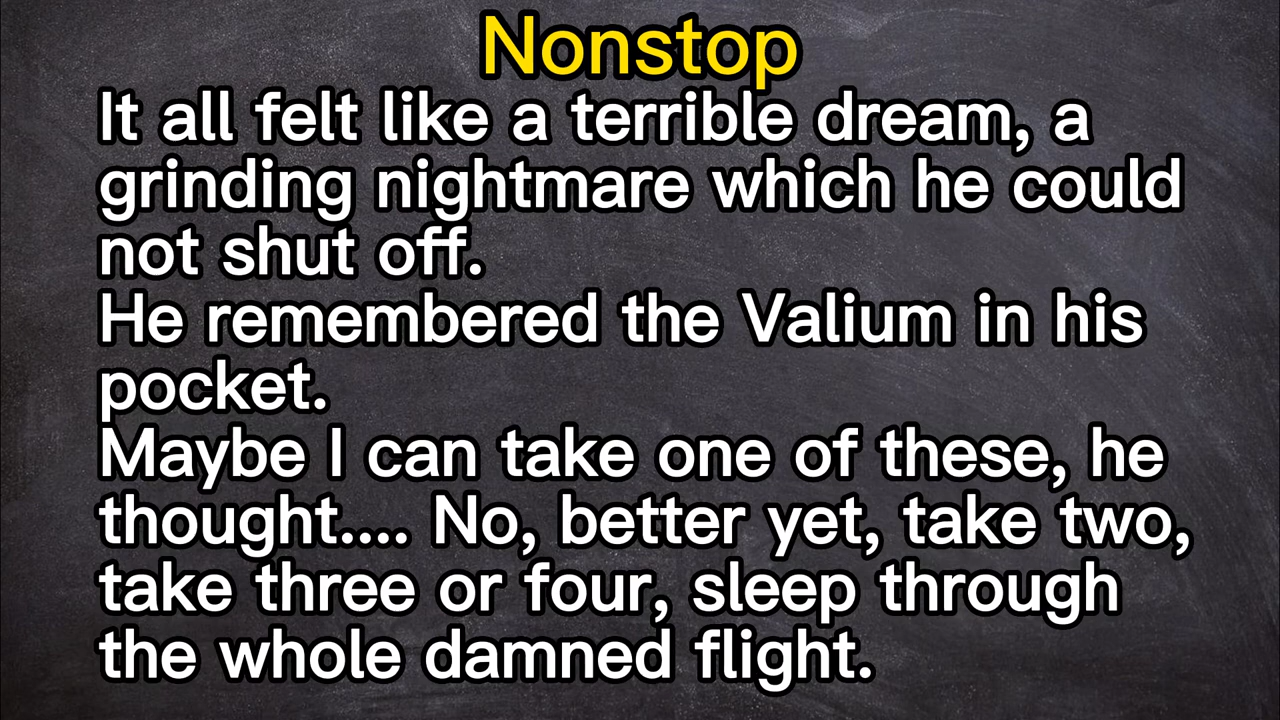 Nonstop
It all felt like a terrible dream, a
grinding nightmare which he could
not shut off.
He remembered the Valium in his
pocket.
Maybe I can take one of these, he
thought.... No, better yet, take two,
take three or four, sleep through
the whole damned flight.